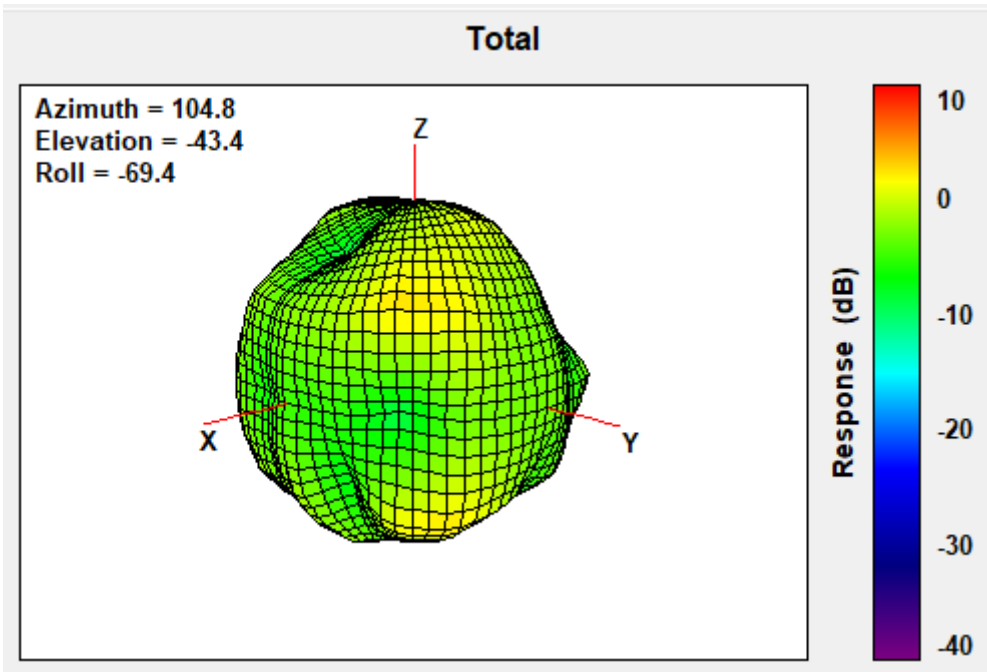 Total
Azimuth = 104.8
Elevation = -43.4
Roll = -69.4
Z
X
Y
10
0
-10
-20
-30
-40
Response (dB)